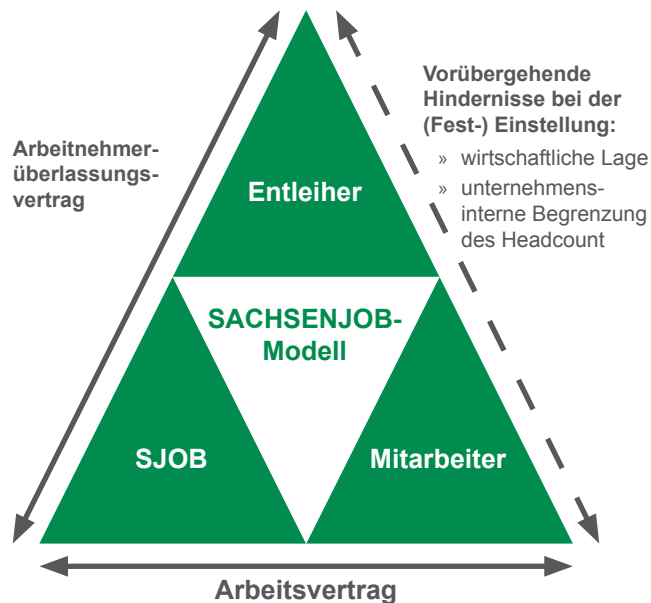 Vorübergehende
Hindernisse bei der
(Fest-) Einstellung:
» wirtschaftliche Lage
» unternehmens-
interne Begrenzung
des Headcount
Arbeitnehmer-
überlassungs-
vertrag
Entleiher
SACHSENJOB-
Modell
SJOB
Mitarbeiter
Arbeitsvertrag